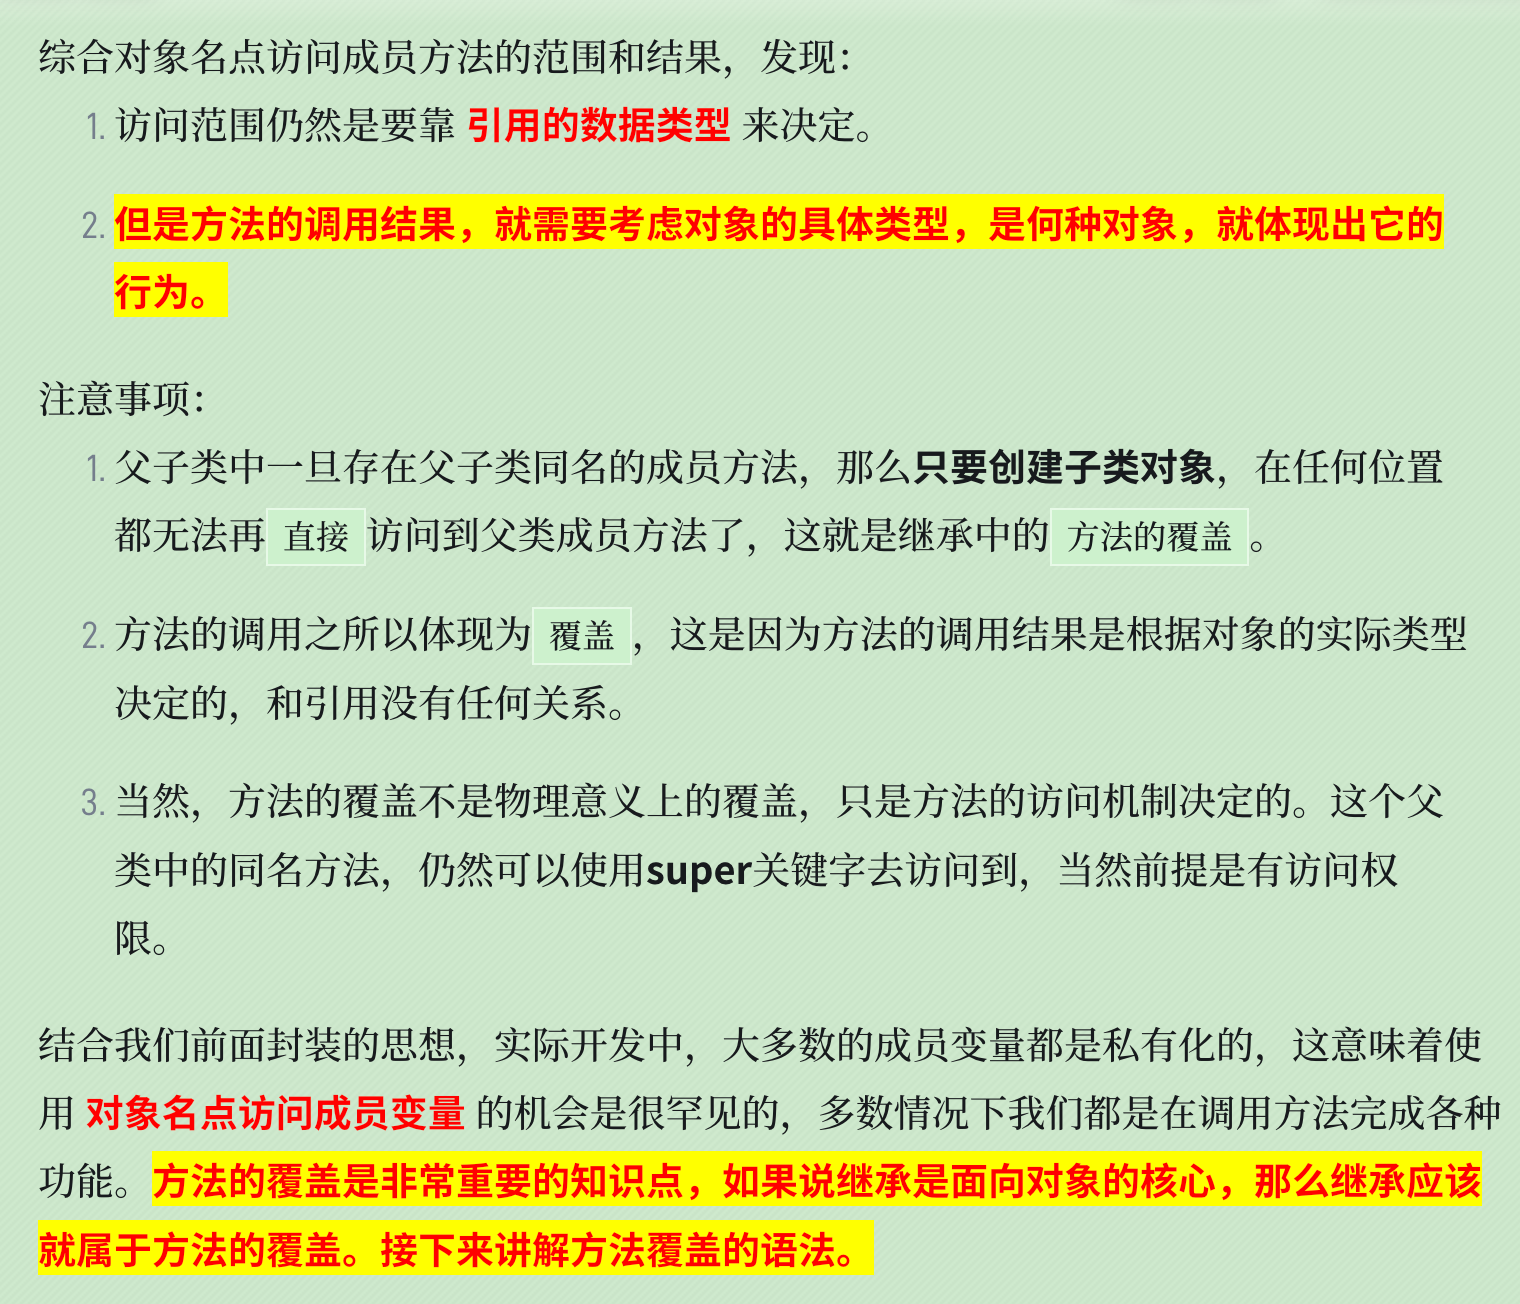 综合对象名点访问成员方法的范围和结果，发现：
1. 访问范围仍然是要靠 引用的数据类型 来决定。
2. 但是方法的调用结果，就需要考虑对象的具体类型，是何种对象，就体现出它的
行为。
注意事项：
1. 父子类中一旦存在父子类同名的成员方法，那么只要创建子类对象，在任何位置
都无法再 直接 访问到父类成员方法了，这就是继承中的 方法的覆盖 。
2. 方法的调用之所以体现为 覆盖 ，这是因为方法的调用结果是根据对象的实际类型
决定的，和引用没有任何关系。
3. 当然，方法的覆盖不是物理意义上的覆盖，只是方法的访问机制决定的。这个父
类中的同名方法，仍然可以使用super关键字去访问到，当然前提是有访问权
限。
结合我们前面封装的思想，实际开发中，大多数的成员变量都是私有化的，这意味着使
用 对象名点访问成员变量 的机会是很罕见的，多数情况下我们都是在调用方法完成各种
功能。方法的覆盖是非常重要的知识点，如果说继承是面向对象的核心，那么继承应该
就属于方法的覆盖。接下来讲解方法覆盖的语法。